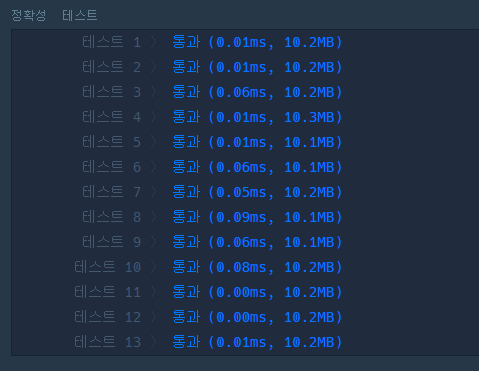 정확성 테스트
테스트 1 〉 통과 (0.01ms, 10.2MB)
테스트 2 〉 통과 (0.01ms, 10.2MB)
테스트 3 〉 통과 (0.06ms, 10.2MB)
테스트 4 〉 통과 (0.01ms, 10.3MB)
테스트 5 〉 통과 (0.01ms, 10.1MB)
테스트 6 〉 통과 (0.06ms, 10.1MB)
테스트 7 〉 통과 (0.05ms, 10.2MB)
테스트 8 〉 통과 (0.09ms, 10.1MB)
테스트 9 〉 통과 (0.06ms, 10.1MB)
테스트 10 〉 통과 (0.08ms, 10.2MB)
테스트 11 〉 통과 (0.00ms, 10.2MB)
테스트 12 〉 통과 (0.00ms, 10.2MB)
테스트 13 〉 통과 (0.01ms, 10.2MB)